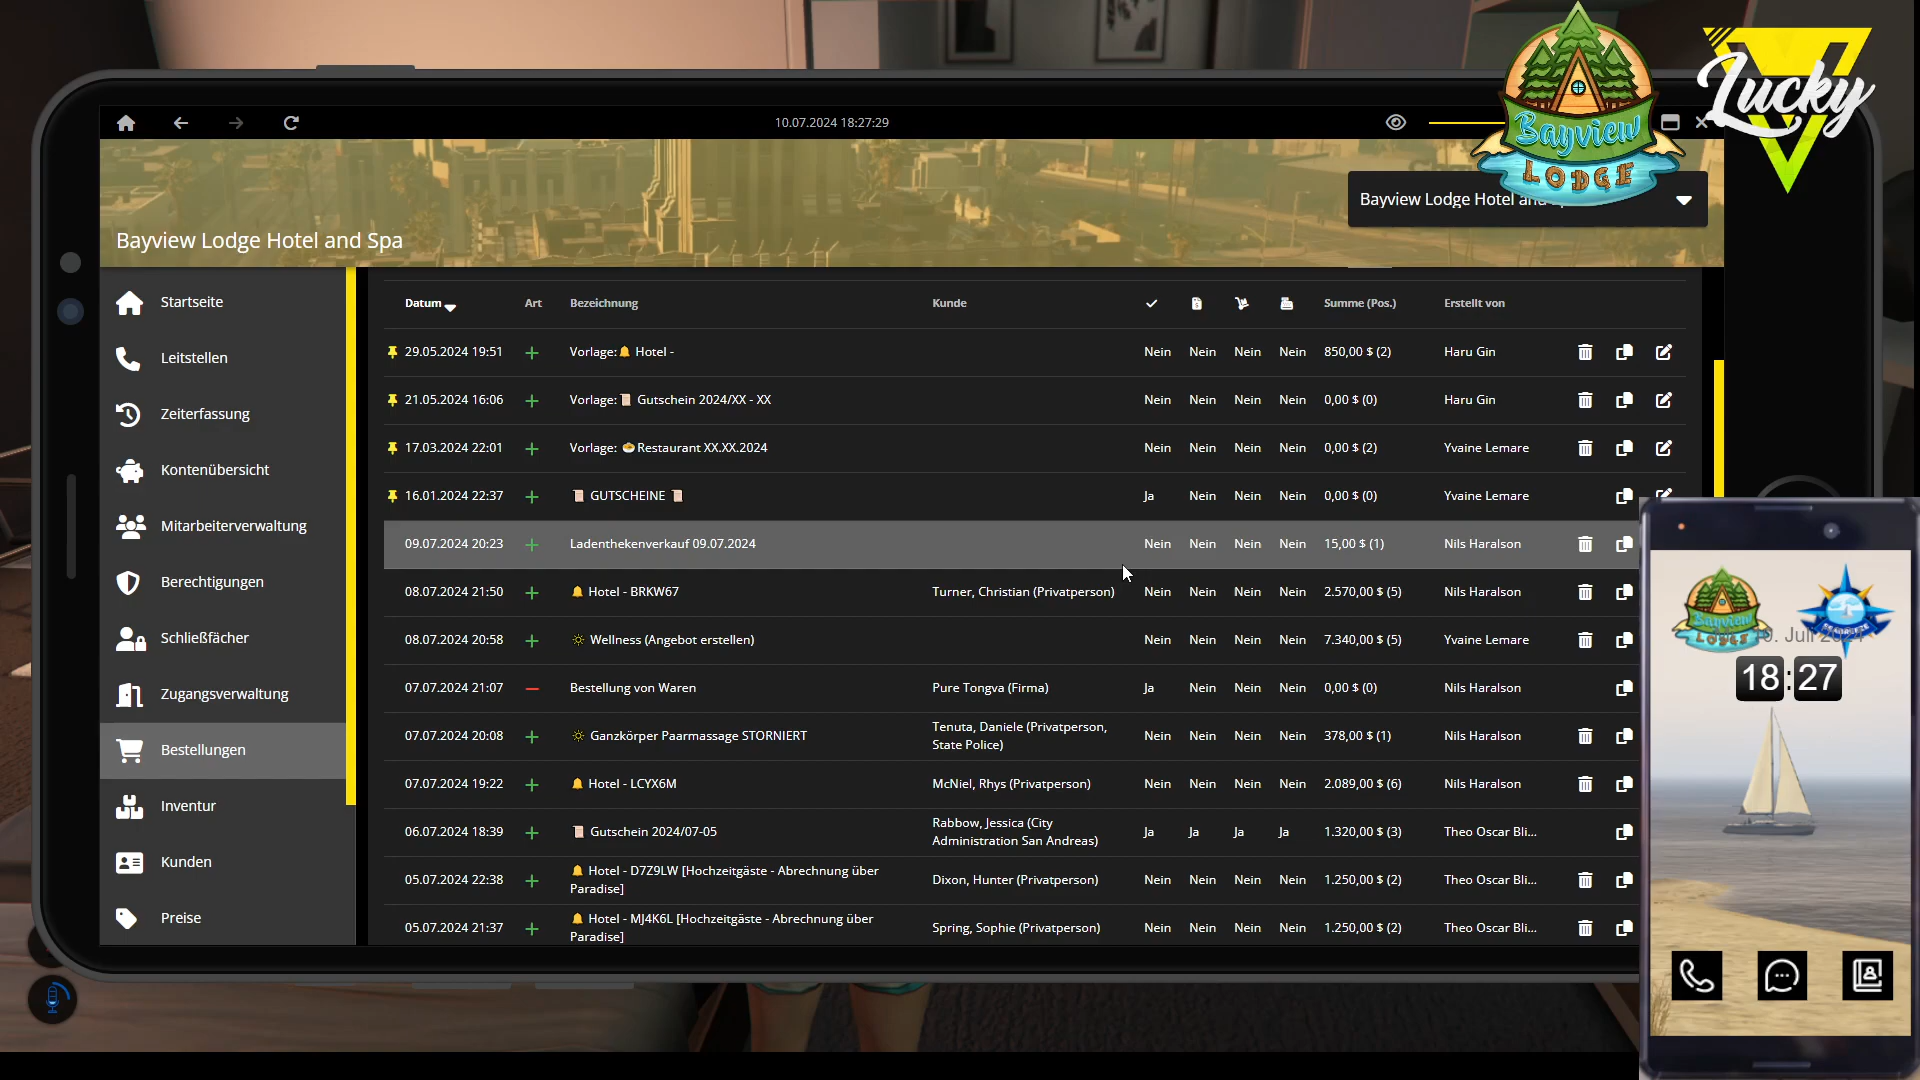 10.07.2024 18:27:29
Bayview
LODGE
Lucky
Bayview Lodge Hotel and
Bayview Lodge Hotel and Spa
Startseite
Leitstellen
Zeiterfassung
Kontenübersicht
Mitarbeiterverwaltung
Berechtigungen
Schließfächer
Zugangsverwaltung
Bestellungen
Inventur
Kunden
Preise
Datum Art Bezeichnung Kunde Summe (Pos.) Erstellt von
29.05.2024 19:51 Vorlage: Hotel - Nein Nein Nein Nein 850,00 $ (2) Haru Gin
21.05.2024 16:06 Vorlage: Gutschein 2024/XX - XX Nein Nein Nein Nein 0,00 $ (0) Haru Gin
17.03.2024 22:01 Vorlage: Restaurant XX.XX.2024 Nein Nein Nein Nein 0,00 $ (2) Yvaine Lemare
16.01.2024 22:37 GUTSCHEINE Ja Nein Nein Nein 0,00 $ (0) Yvaine Lemare
09.07.2024 20:23 Ladenthekenverkauf 09.07.2024 Nein Nein Nein Nein 15,00 $ (1) Nils Haralson
08.07.2024 21:50 Hotel - BRKW67 Turner, Christian (Privatperson) Nein Nein Nein Nein 2.570,00 $ (5) Nils Haralson
08.07.2024 20:58 Wellness (Angebot erstellen) Nein Nein Nein Nein 7.340,00 $ (5) Yvaine Lemare
07.07.2024 21:07 Bestellung von Waren Pure Tongva (Firma) Ja Nein Nein Nein 0,00 $ (0) Nils Haralson
07.07.2024 20:08 Ganzkörper Paarmassage STORNIERT Tenuta, Daniele (Privatperson,
State Police) Nein Nein Nein Nein 378,00 $ (1) Nils Haralson
07.07.2024 19:22 Hotel - LCYX6M McNiel, Rhys (Privatperson) Nein Nein Nein Nein 2.089,00 $ (6) Nils Haralson
06.07.2024 18:39 Gutschein 2024/07-05 Rabbow, Jessica (City
Administration San Andreas) Ja Ja Ja Ja 1.320,00 $ (3) Theo Oscar Bli...
05.07.2024 22:38 Hotel - D7Z9LW [Hochzeitgäste - Abrechnung über
Paradise] Dixon, Hunter (Privatperson) Nein Nein Nein Nein 1.250,00 $ (2) Theo Oscar Bli...
05.07.2024 21:37 Hotel - MJ4K6L [Hochzeitgäste - Abrechnung über
Paradise] Spring, Sophie (Privatperson) Nein Nein Nein Nein 1.250,00 $ (2) Theo Oscar Bli...
Bayview
LODGE
Juli
18:27